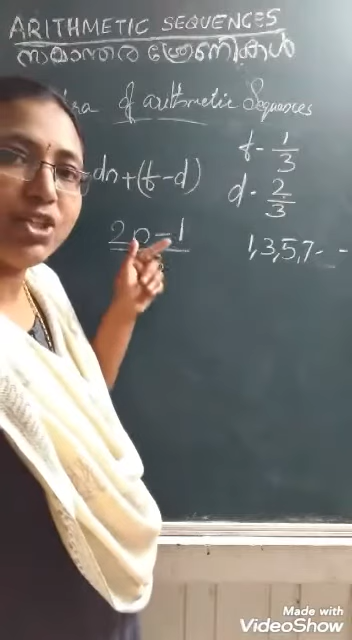 ARITHMETIC SEQUENCES
സമാന്തര ശ്രേണികൾ
of arithmetic Sequences
dn+(f-d)
2n-1
f - 1/3
d - 2/3
1,3,5,7- - -
Made with
VideoShow